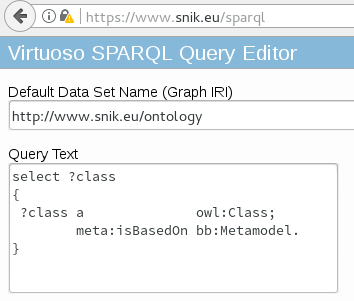 https://www.snik.eu/sparql
Virtuoso SPARQL Query Editor
Default Data Set Name (Graph IRI)
http://www.snik.eu/ontology
Query Text
select ?class
{
 ?class a              owl:Class;
        meta:isBasedOn bb:Metamodel.
}